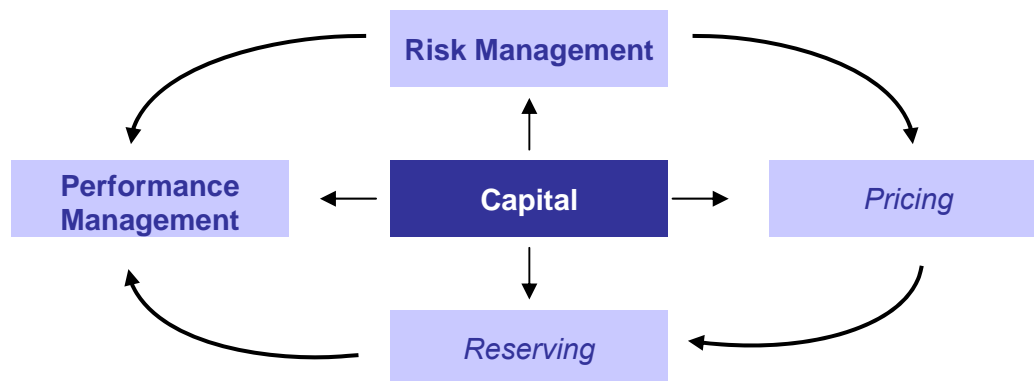 Risk Management
Performance
Management
Capital
Pricing
Reserving